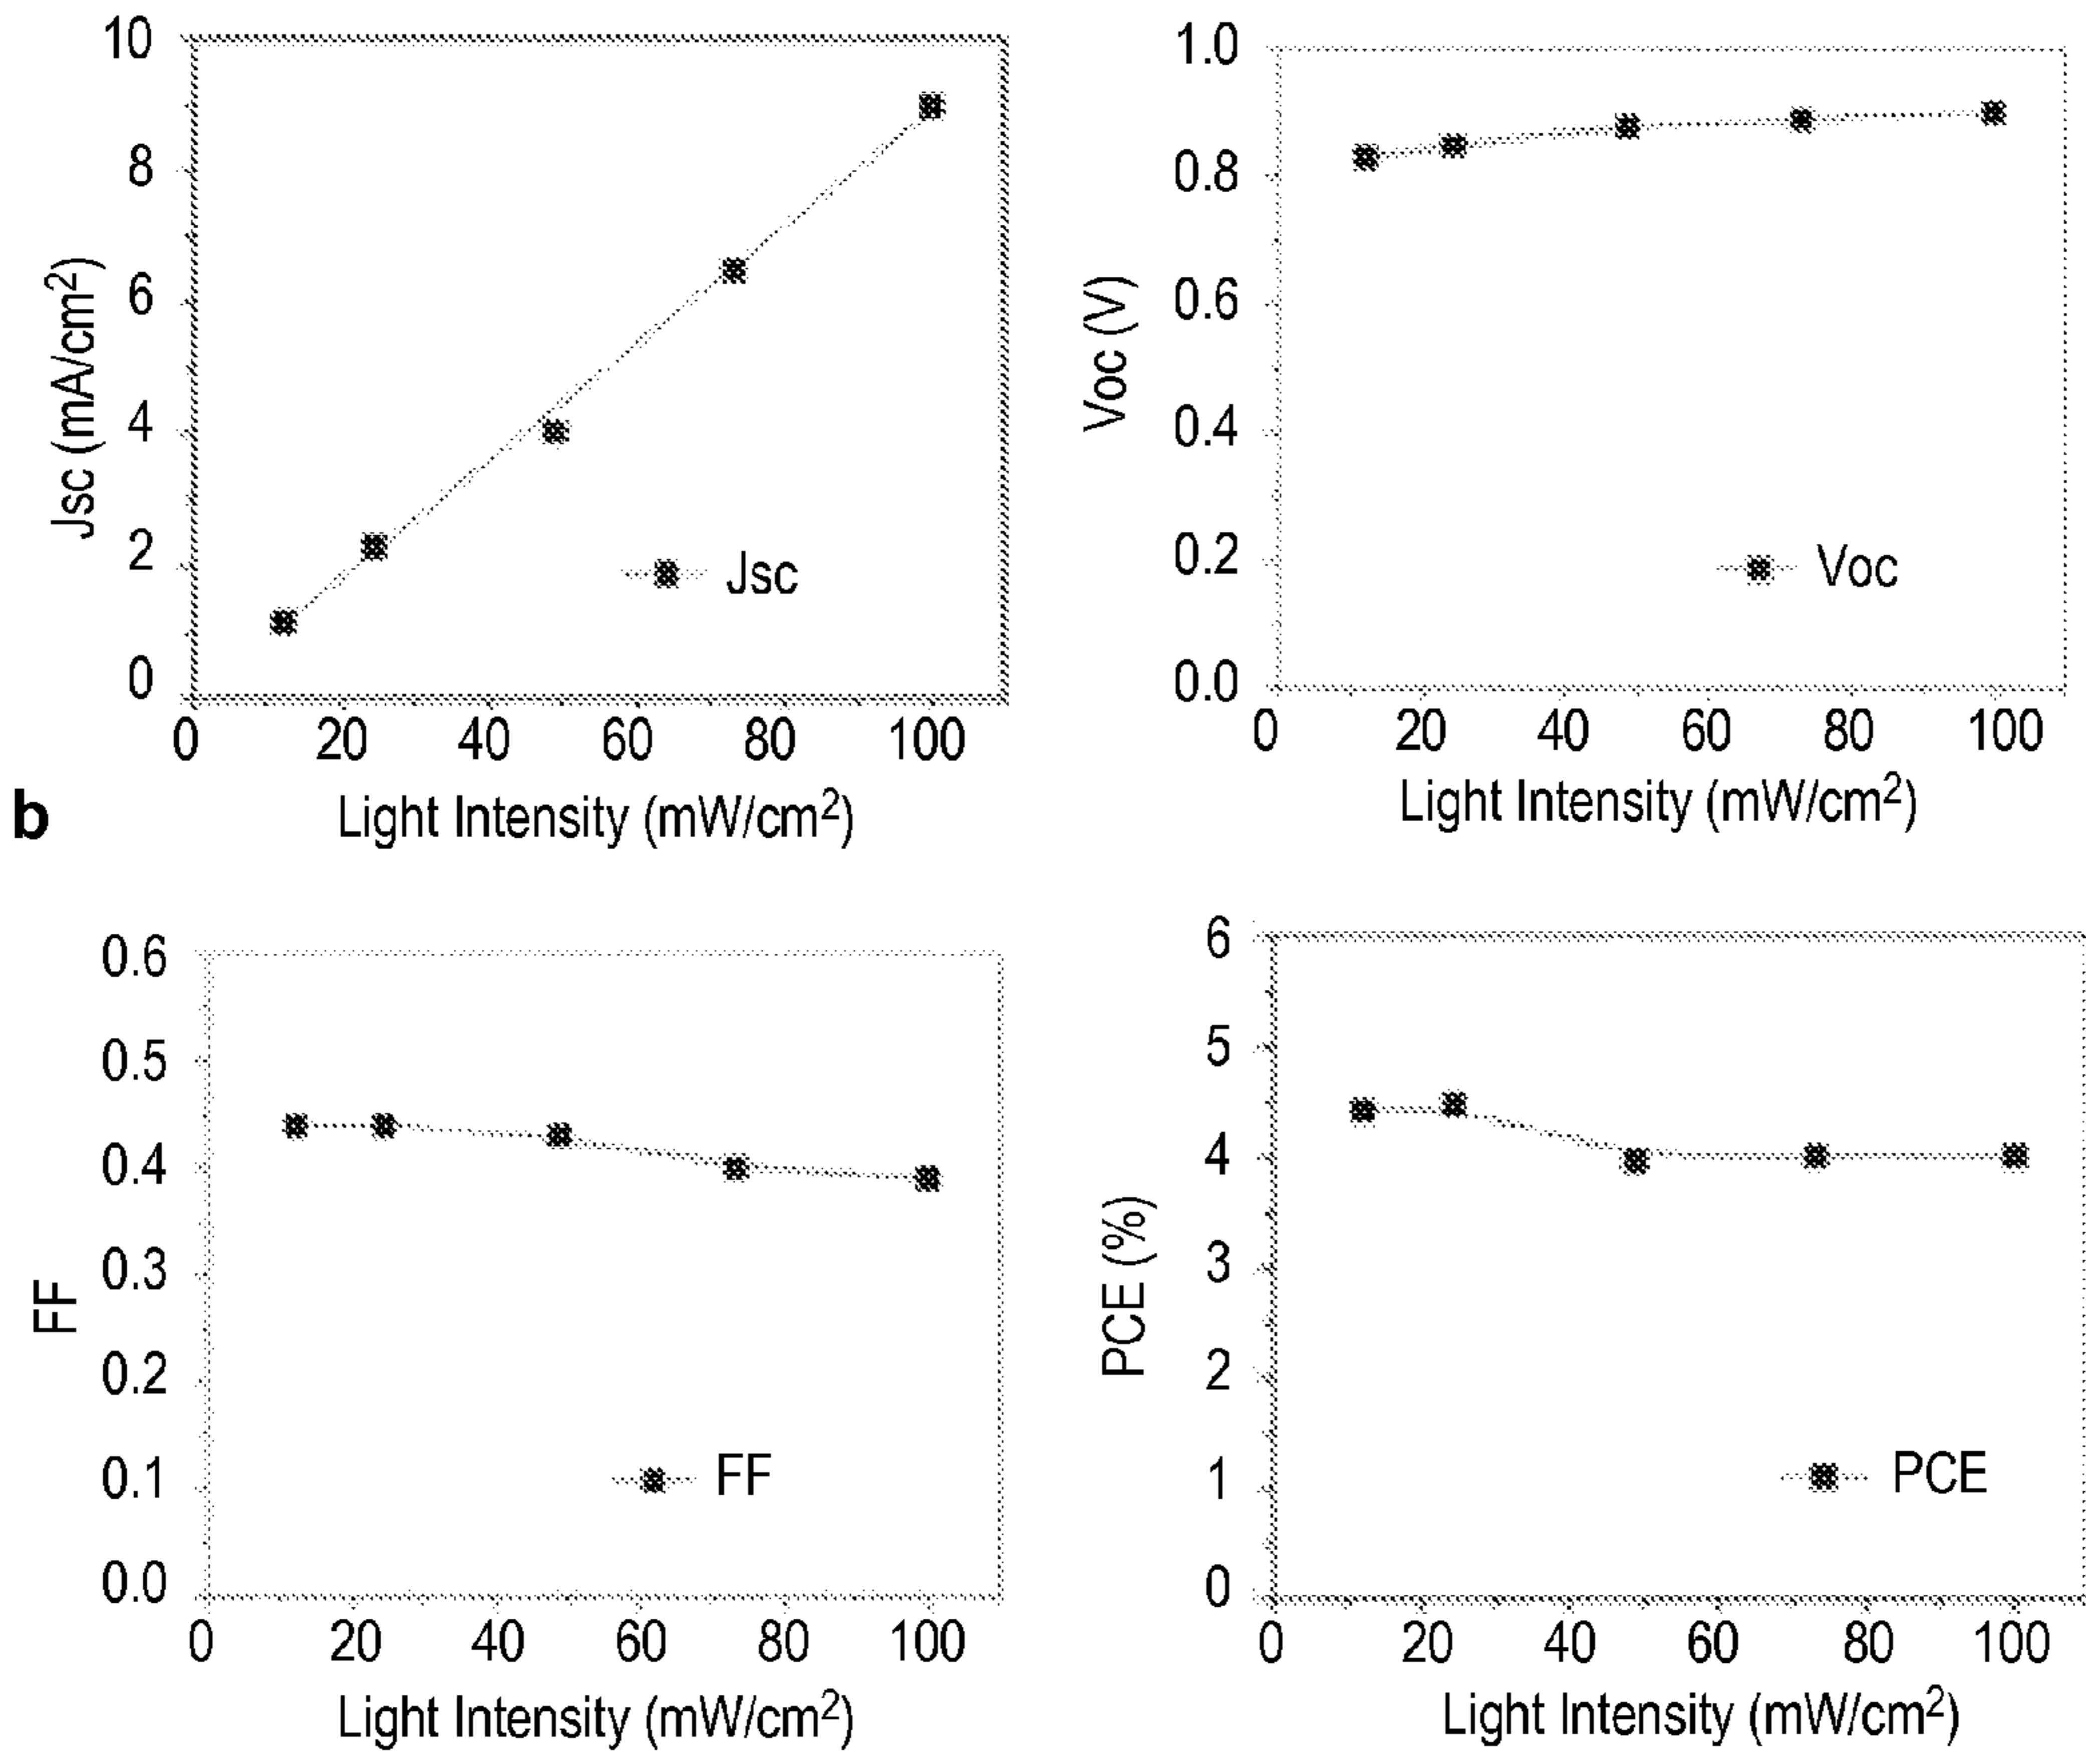 10
8
6
4
2
0
Jsc (mA/cm2)
Jsc
0 20 40 60 80 100
Light Intensity (mW/cm2)
1.0
0.8
0.6
0.4
0.2
0.0
Voc (V)
Voc
0 20 40 60 80 100
Light Intensity (mW/cm2)
b
0.6
0.5
0.4
0.3
0.2
0.1
0.0
FF
FF
0 20 40 60 80 100
Light Intensity (mW/cm2)
6
5
4
3
2
1
0
PCE (%)
PCE
0 20 40 60 80 100
Light Intensity (mW/cm2)